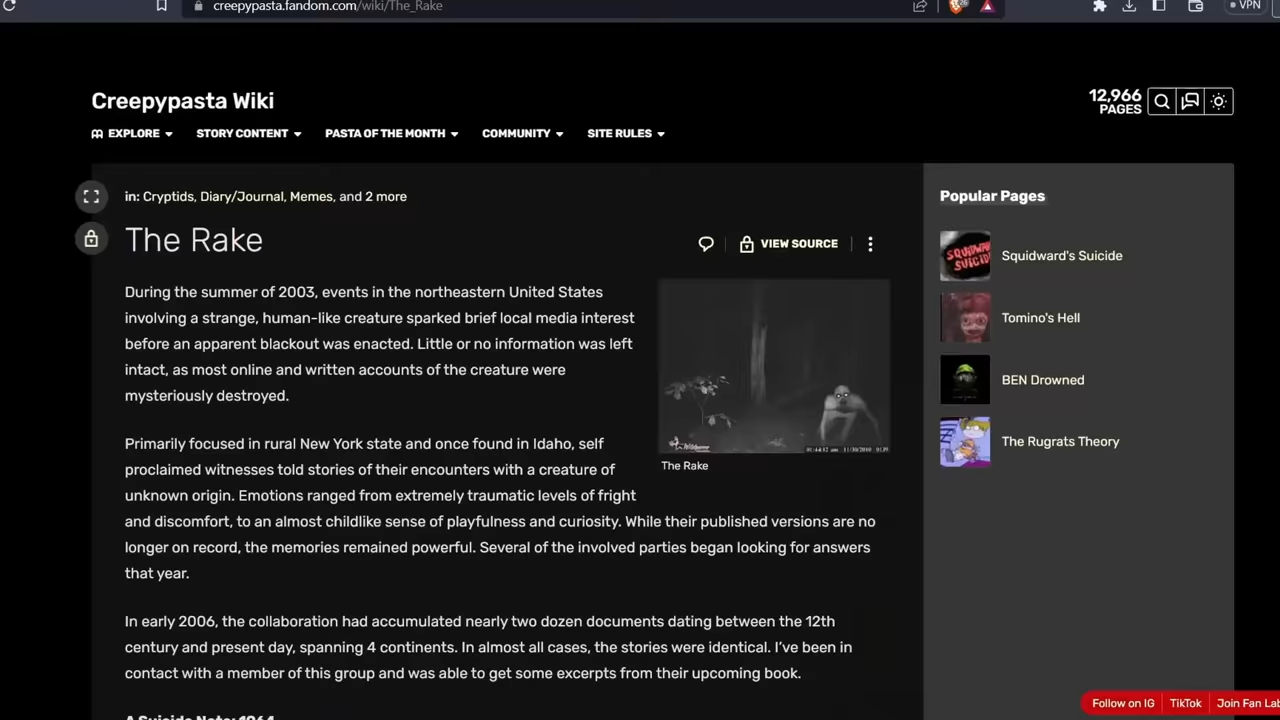 creepypasta.fandom.com/wiki/The_Rake
VPN
Creepypasta Wiki
12,966
PAGES
EXPLORE
STORY CONTENT
PASTA OF THE MONTH
COMMUNITY
SITE RULES
in: Cryptids, Diary/Journal, Memes, and 2 more
The Rake
VIEW SOURCE
During the summer of 2003, events in the northeastern United States
involving a strange, human-like creature sparked brief local media interest
before an apparent blackout was enacted. Little or no information was left
intact, as most online and written accounts of the creature were
mysteriously destroyed.
The Rake
Primarily focused in rural New York state and once found in Idaho, self
proclaimed witnesses told stories of their encounters with a creature of
unknown origin. Emotions ranged from extremely traumatic levels of fright
and discomfort, to an almost childlike sense of playfulness and curiosity. While their published versions are no
longer on record, the memories remained powerful. Several of the involved parties began looking for answers
that year.
In early 2006, the collaboration had accumulated nearly two dozen documents dating between the 12th
century and present day, spanning 4 continents. In almost all cases, the stories were identical. I've been in
contact with a member of this group and was able to get some excerpts from their upcoming book.
A Suicide Note: 1964
Popular Pages
SQUIDWARD'S SUICIDE
Squidward's Suicide
Tomino's Hell
BEN Drowned
The Rugrats Theory
Follow on IG
TikTok
Join Fan Lab